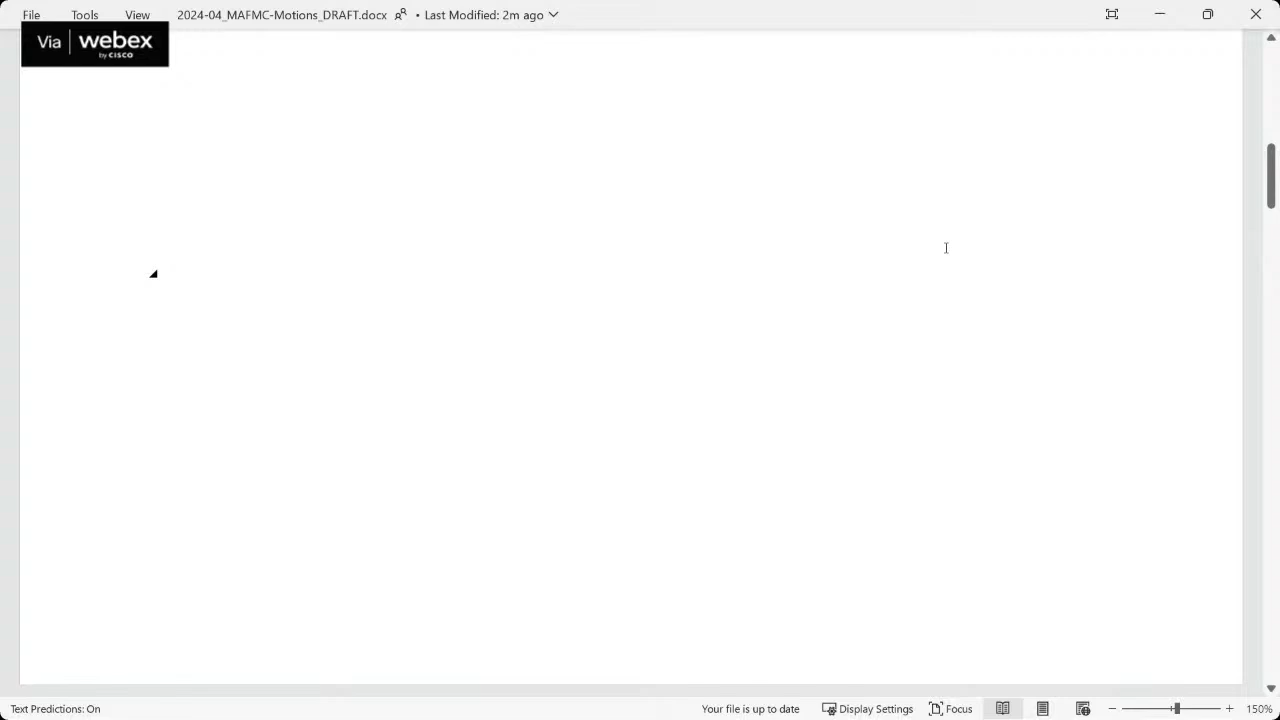 File Tools View 2024-04_MAFMC-Motions_DRAFT.docx • Last Modified: 2m ago
Via webex
by CISCO
Text Predictions: On Your file is up to date Display Settings Focus 150%